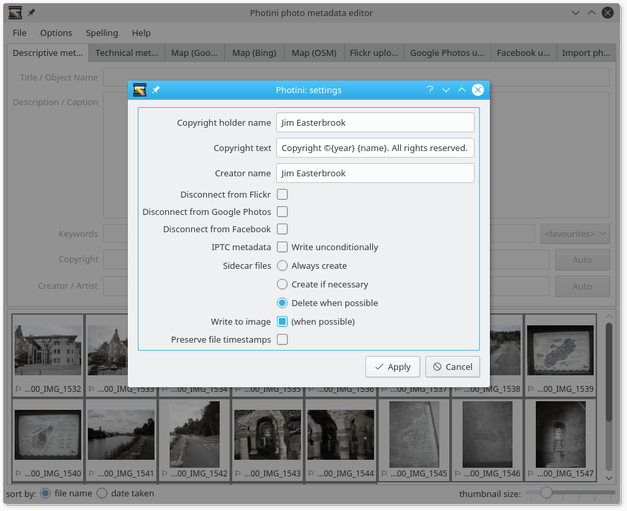 Photini photo metadata editor
File Options Spelling Help
Descriptive met... Technical met... Map (Goo... Map (Bing) Map (OSM) Flickr uplo... Google Photos u... Facebook u... Import ph...
Title / Object Name
Description / Caption
Photini: settings
Copyright holder name Jim Easterbrook
Copyright text Copyright ©{year} {name}. All rights reserved.
Creator name Jim Easterbrook
Disconnect from Flickr
Disconnect from Google Photos
Disconnect from Facebook
IPTC metadata Write unconditionally
Sidecar files Always create
Create if necessary
Delete when possible
Write to image (when possible)
Preserve file timestamps
Apply Cancel
Keywords <favourites>
Copyright Auto
Creator / Artist Auto
...00_IMG_1532 ...00_IMG_1533 ...00_IMG_1534 ...00_IMG_1538 ...00_IMG_1539
...00_IMG_1540 ...00_IMG_1541 ...00_IMG_1542 ...00_IMG_1543 ...00_IMG_1544 ...00_IMG_1545 ...00_IMG_1546 ...00_IMG_1547
sort by: file name date taken thumbnail size: